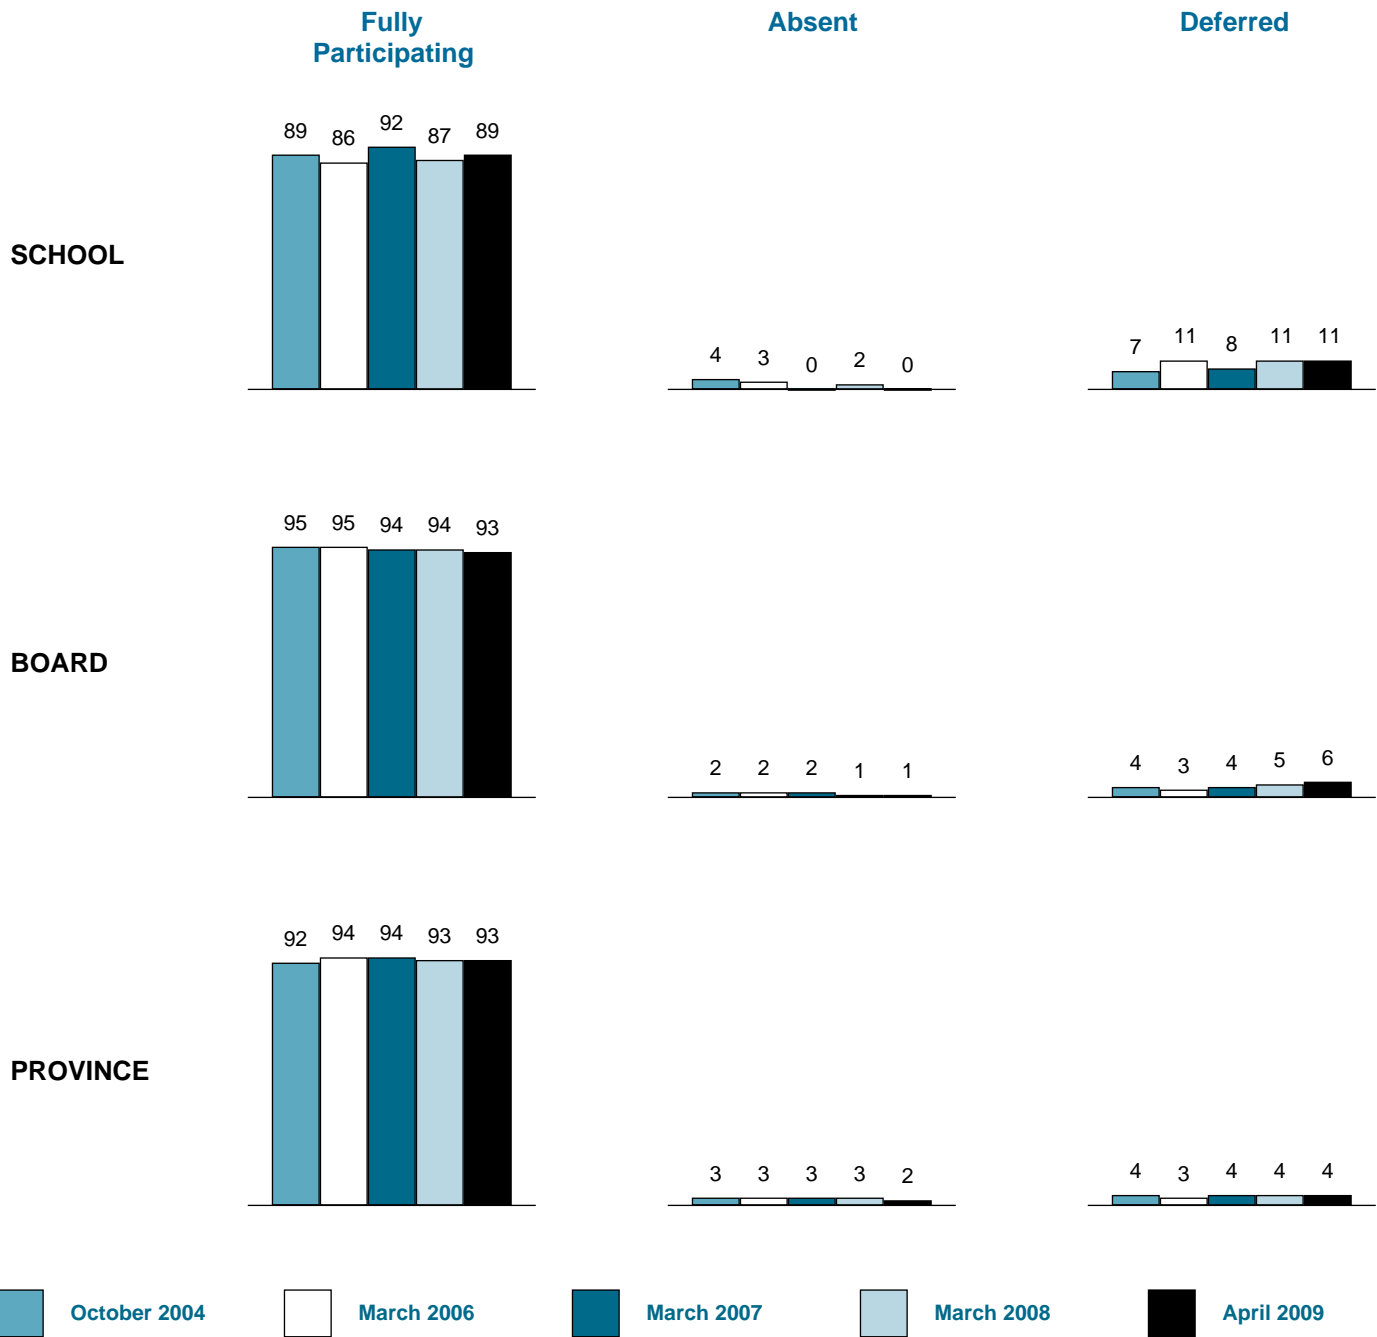 Fully
Participating
Absent
Deferred
SCHOOL
89 86 92 87 89
4 3 0 2 0
7 11 8 11 11
BOARD
95 95 94 94 93
2 2 2 1 1
4 3 4 5 6
PROVINCE
92 94 94 93 93
3 3 3 3 2
4 3 4 4 4
October 2004 March 2006 March 2007 March 2008 April 2009